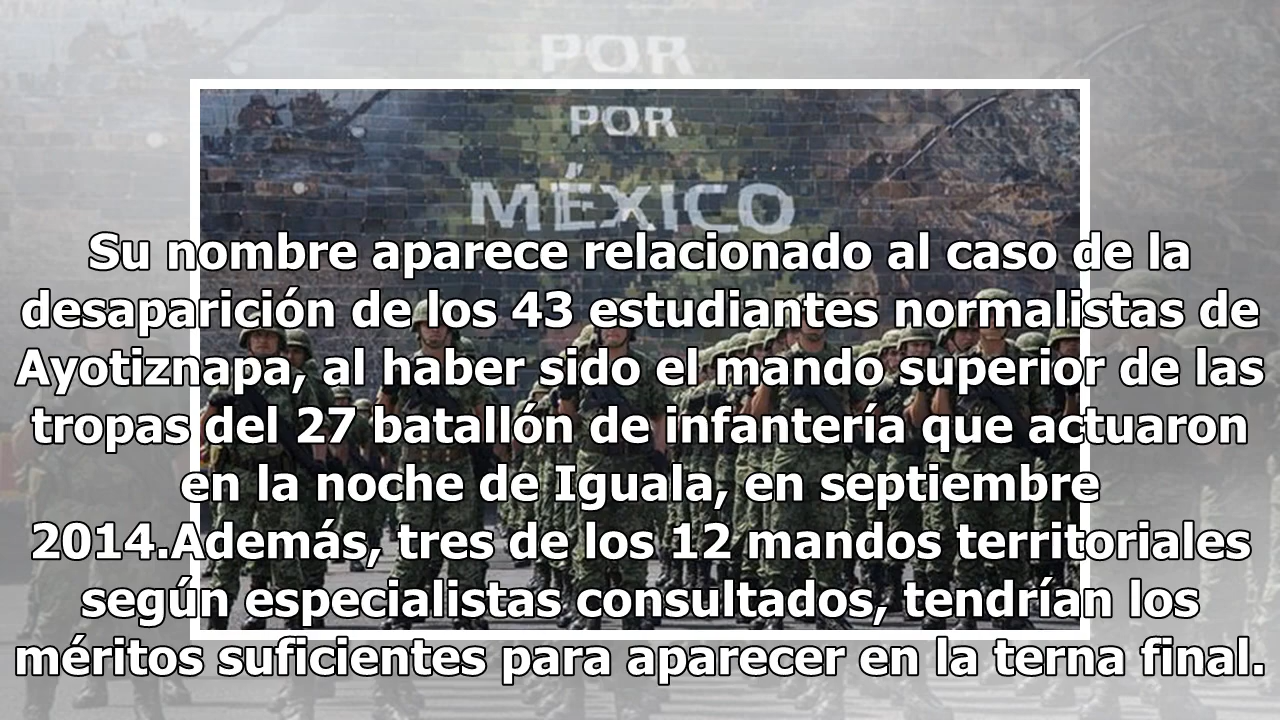 POR
POR
MÉXICO
Su nombre aparece relacionado al caso de la
desaparición de los 43 estudiantes normalistas de
Ayotiznapa, al haber sido el mando superior de las
tropas del 27 batallón de infantería que actuaron
en la noche de Iguala, en septiembre
2014.Además, tres de los 12 mandos territoriales
según especialistas consultados, tendrían los
méritos suficientes para aparecer en la terna final.